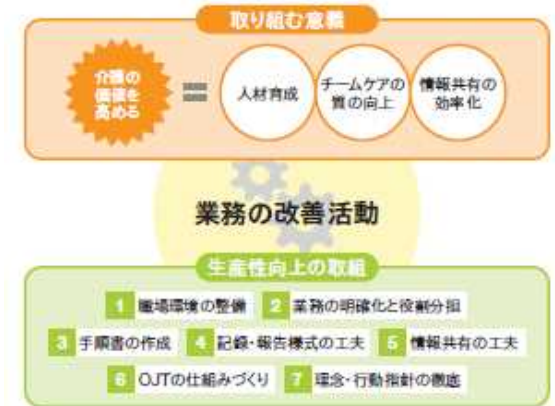 取り組む意義
介護の
価値を
高める
=
人材育成
チームケアの
質の向上
情報共有の
効率化
業務の改善活動
生産性向上の取組
1 職場環境の整備 2 業務の明確化と役割分担
3 手順書の作成 4 記録・報告様式の工夫 5 情報共有の工夫
6 OJTの仕組みづくり 7 理念・行動指針の徹底